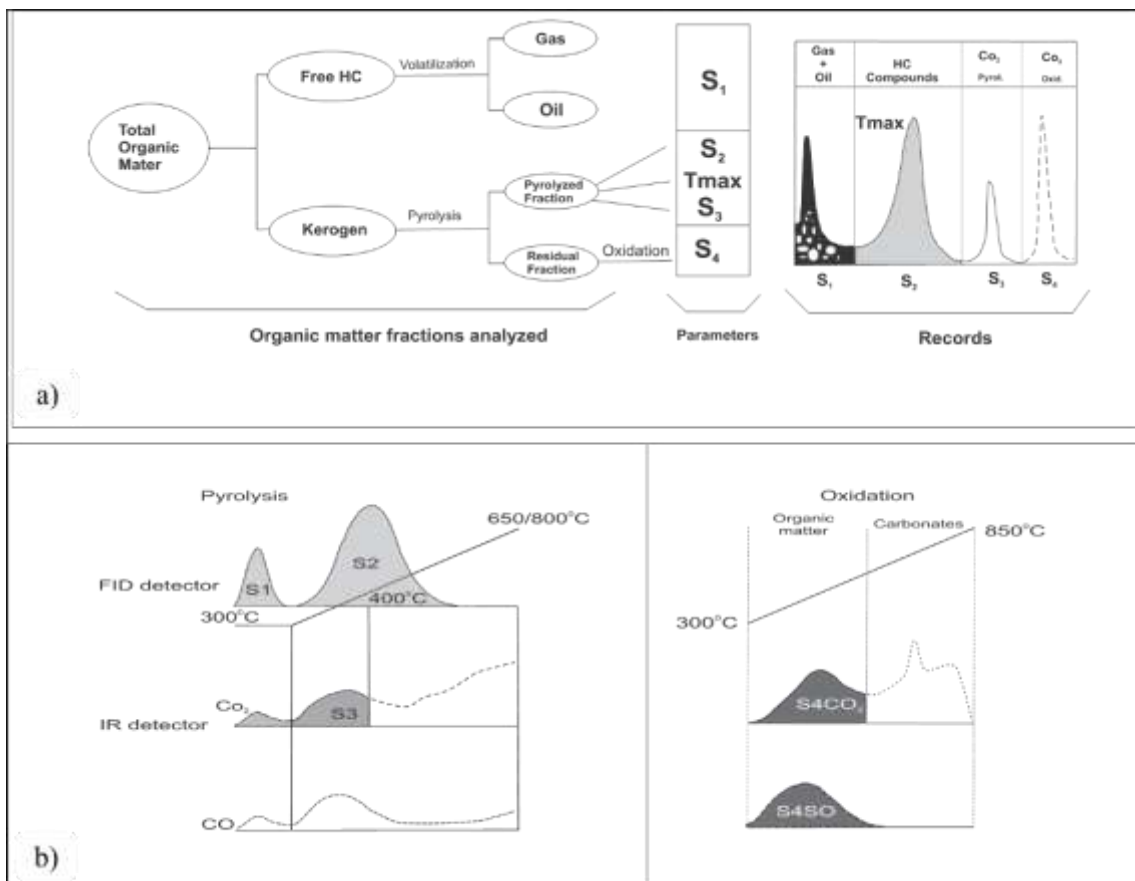 Total
Organic
Mater
Free HC
Volatilization
Gas
Oil
Kerogen
Pyrolysis
Pyrolyzed
Fraction
Residual
Fraction
Oxidation
S₁
S₂
Tmax
S₃
S₄
Gas
+
Oil
HC
Compounds
Co₂
Pyrol.
Co₂
Oxid.
Tmax
S₁
S₂
S₃
S₄
Organic matter fractions analyzed
Parameters
Records
a)
Pyrolysis
650/800°C
S1
S2
FID detector
400°C
300°C
Co₂
S3
IR detector
CO
Oxidation
Organic
matter
Carbonates
850°C
300°C
S4CO₂
S4SO
b)